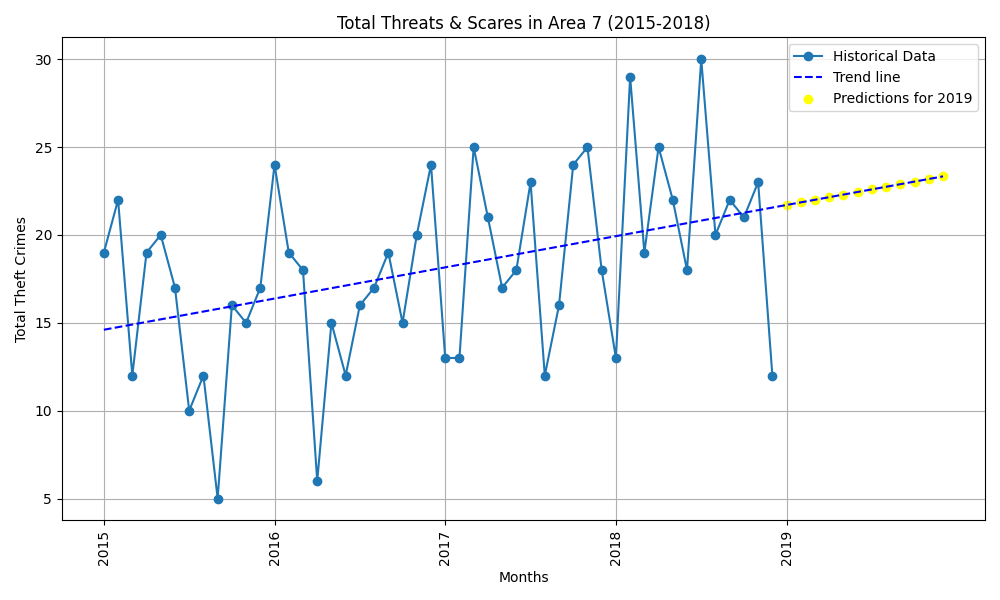 Total Threats & Scares in Area 7 (2015-2018)
Historical Data
Trend line
Predictions for 2019
30
25
20
15
10
5
Total Theft Crimes
2015
2016
2017
2018
2019
Months